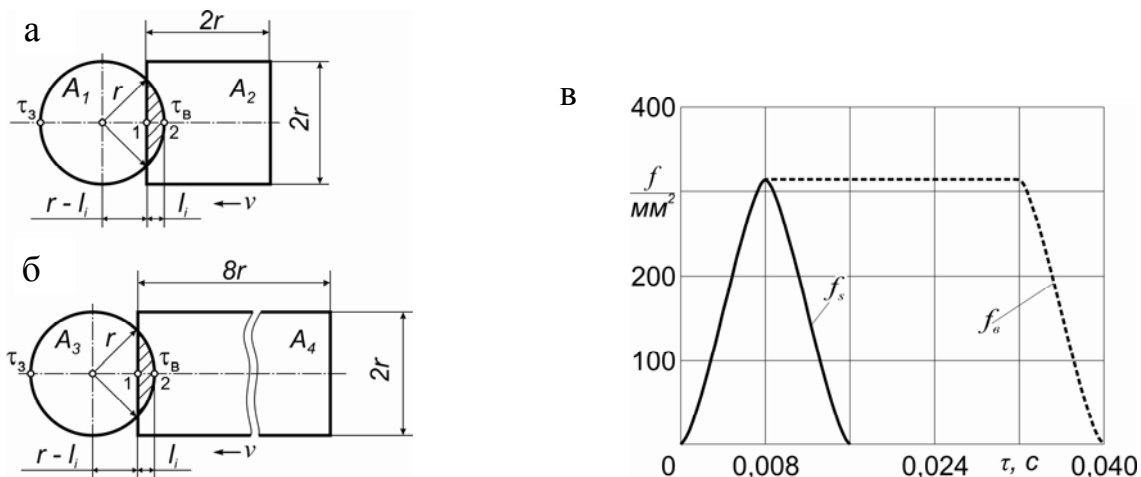 а
2r
A₁
r
A₂
τз
τв
1
2
2r
r - lᵢ
lᵢ
v
б
8r
A₃
r
A₄
τз
τв
1
2
2r
r - lᵢ
lᵢ
v
в
400
f
мм²
200
fₛ
fв
100
0
0,008
0,024
τ, с
0,040